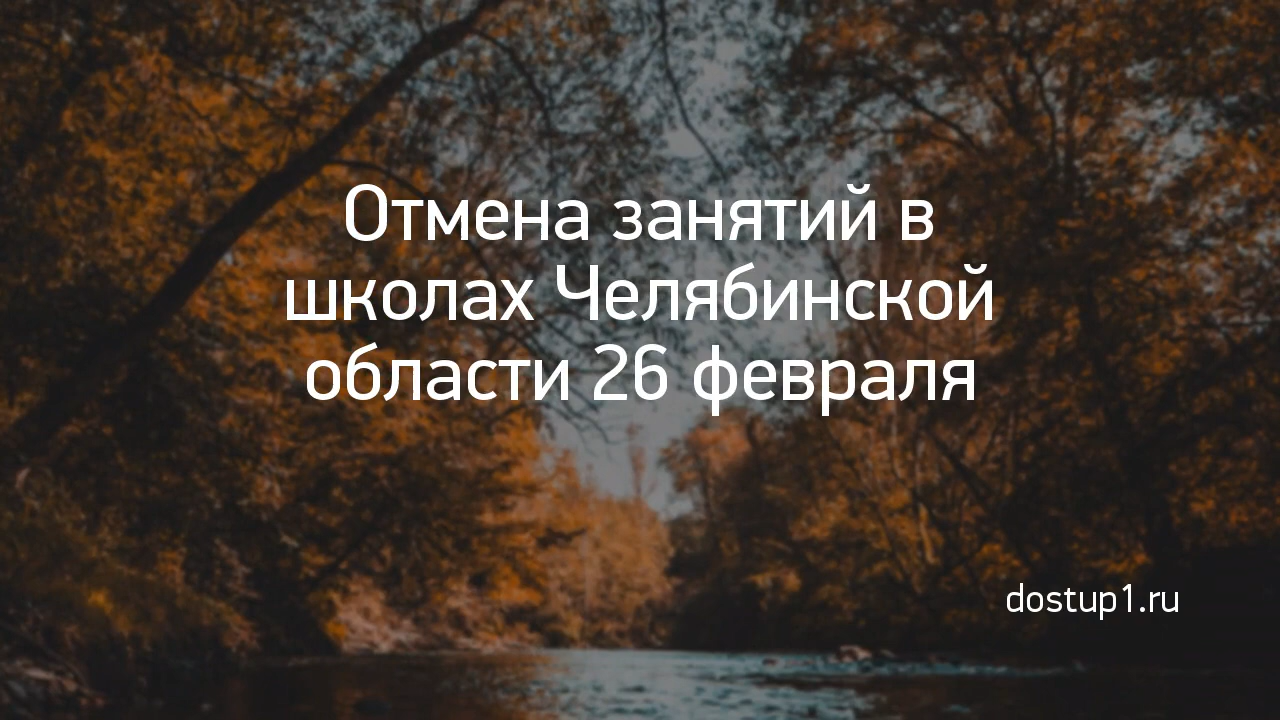 Отмена занятий в
школах Челябинской
области 26 февраля
dostup1.ru